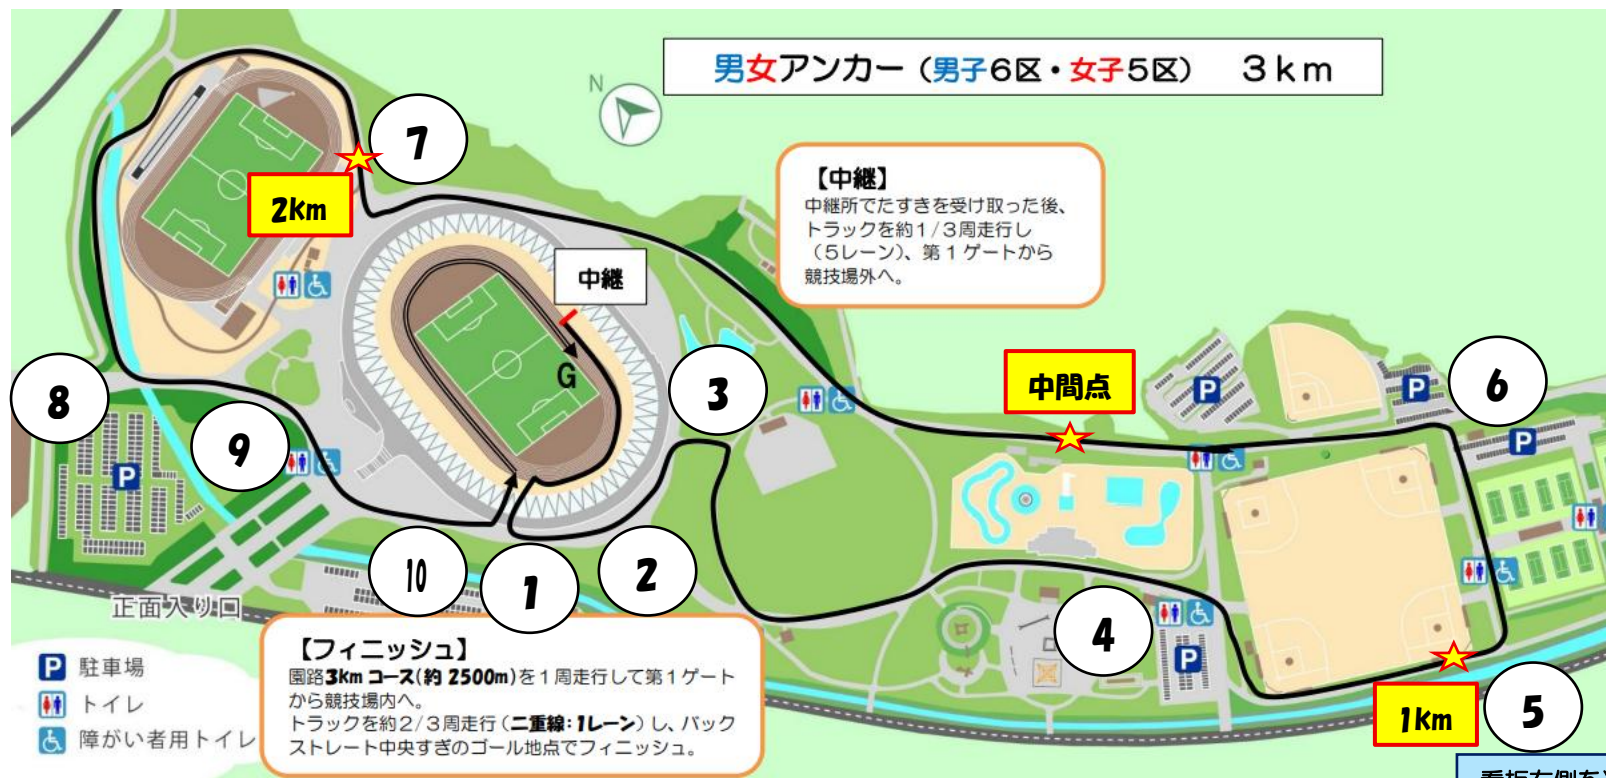 男女アンカー（男子６区・女子５区）　３ｋｍ
N
7
2km
中継
【中継】
中継所でたすきを受け取った後、
トラックを約１/３周走行し
（５レーン）、第１ゲートから
競技場外へ。
G
3
中間点
P
P
6
P
8
9
P
10
1
2
4
P
5
1km
正面入り口
P 駐車場
トイレ
障がい者用トイレ
【フィニッシュ】
園路3km コース(約 2500m)を１周走行して第１ゲート
から競技場内へ。
トラックを約２/３周走行（二重線：1レーン）し、バック
ストレート中央すぎのゴール地点でフィニッシュ。